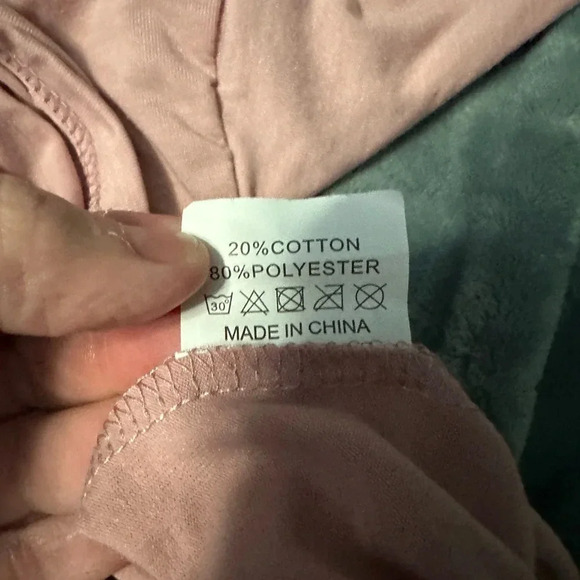 20%COTTON
80%POLYESTER
30°
MADE IN CHINA